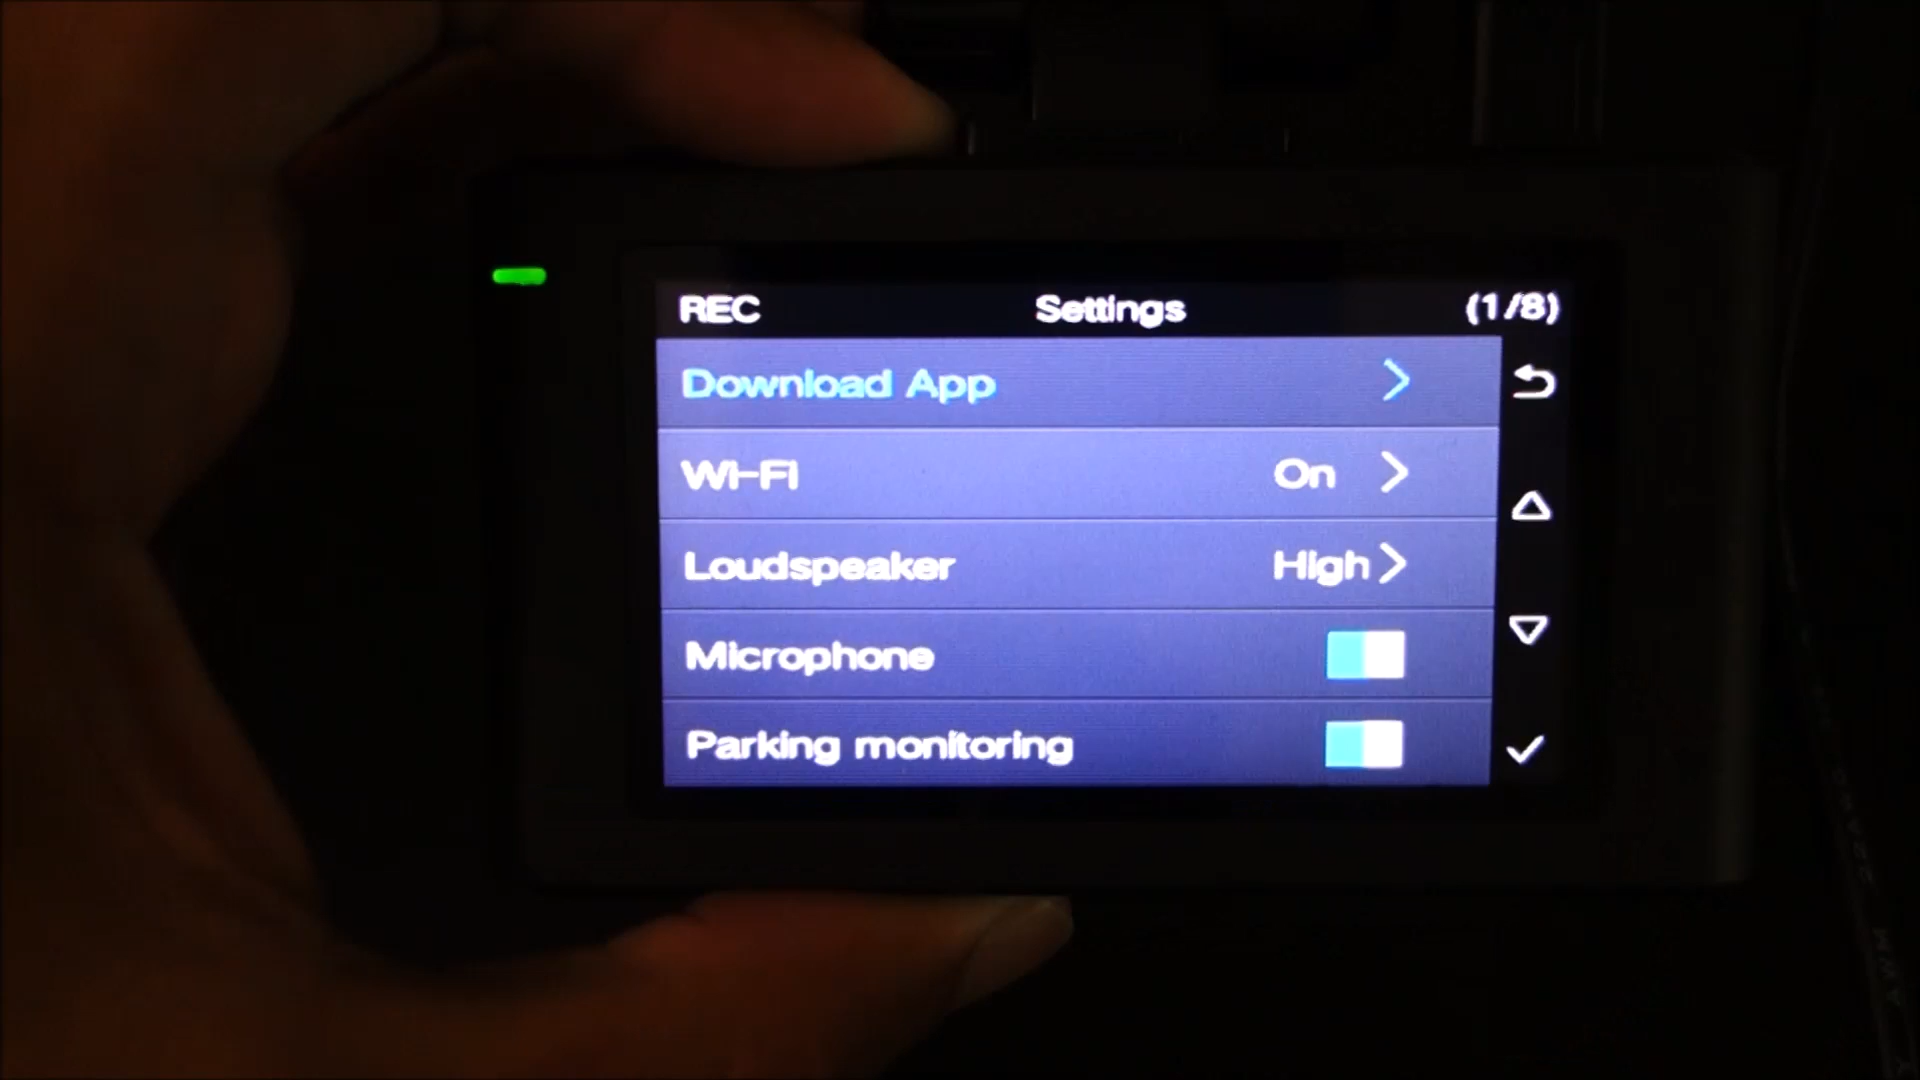 REC Settings (1/8)
Download App
Wi-Fi On
Loudspeaker High
Microphone
Parking monitoring